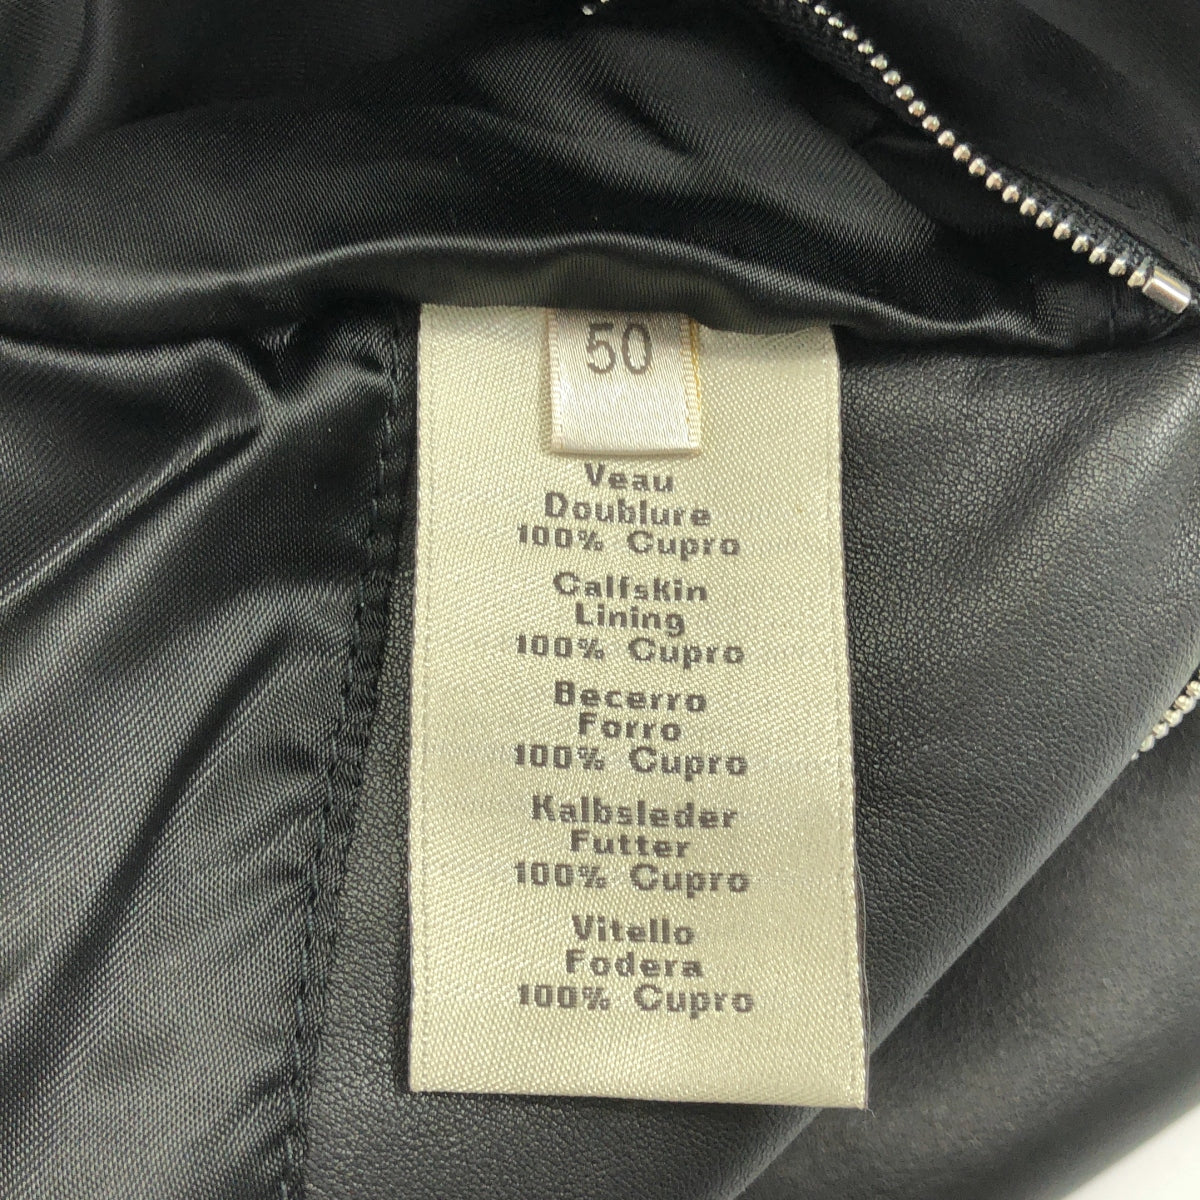 50
Veau
Doublure
100% Cupro
Calfskin
Lining
100% Cupro
Becerro
Forro
100% Cupro
Kalbsleder
Futter
100% Cupro
Vitello
Fodera
100% Cupro